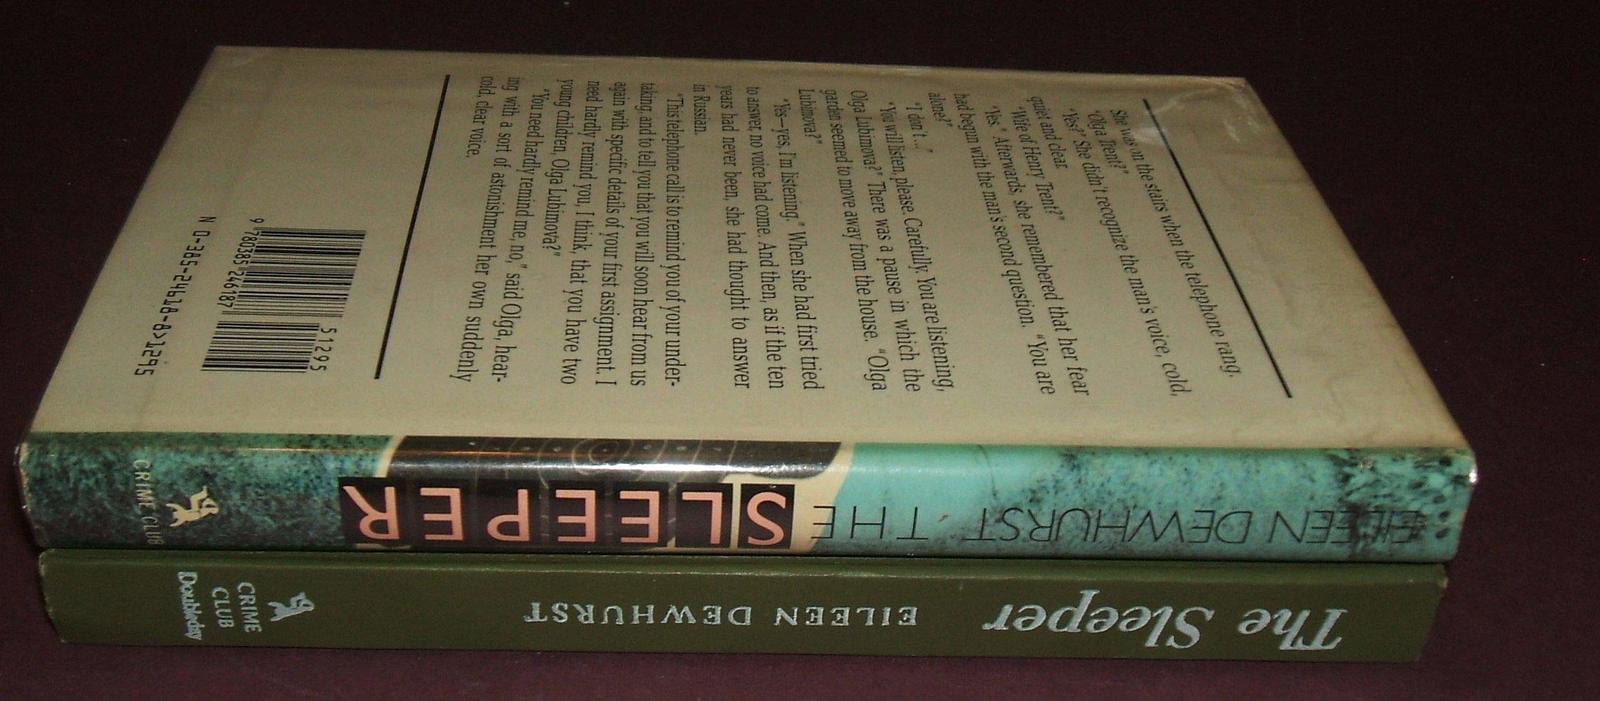 She was on the stairs when the telephone rang.
"Olga Trent?"
"Yes?" She didn't recognize the man's voice, cold,
quiet and clear.
"Wife of Henry Trent?"
"Yes." Afterwards, she remembered that her fear
had begun with the man's second question. "You are
alone?"
"I don't..."
"You will listen, please. Carefully. You are listening,
Olga Lubimova?" There was a pause in which the
garden seemed to move away from the house. "Olga
Lubimova?"
"Yes—yes, I'm listening." When she had first tried
to answer, no voice had come. And then, as if the ten
years had never been, she had thought to answer
in Russian.
"This telephone call is to remind you of your under-
taking, and to tell you that you will soon hear from us
again with specific details of your first assignment. I
need hardly remind you, I think, that you have two
young children, Olga Lubimova?"
"You need hardly remind me, no," said Olga, hear-
ing with a sort of astonishment her own suddenly
cold, clear voice.
51295
9 780385 246187
N 0-385-24618-8>1295
EILEEN DEWHURST THE SLEEPER
CRIME CLUB
The Sleeper EILEEN DEWHURST
CRIME
CLUB
Doubleday